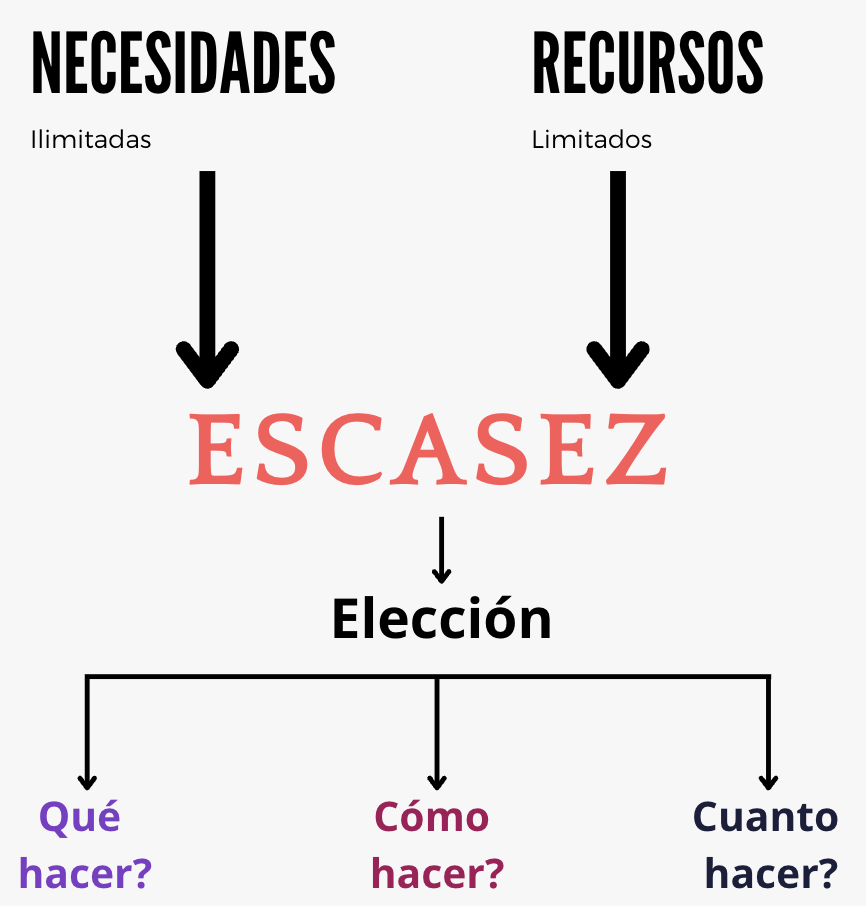 NECESIDADES
Ilimitadas
RECURSOS
Limitados
ESCASEZ
Elección
Qué
hacer?
Cómo
hacer?
Cuanto
hacer?